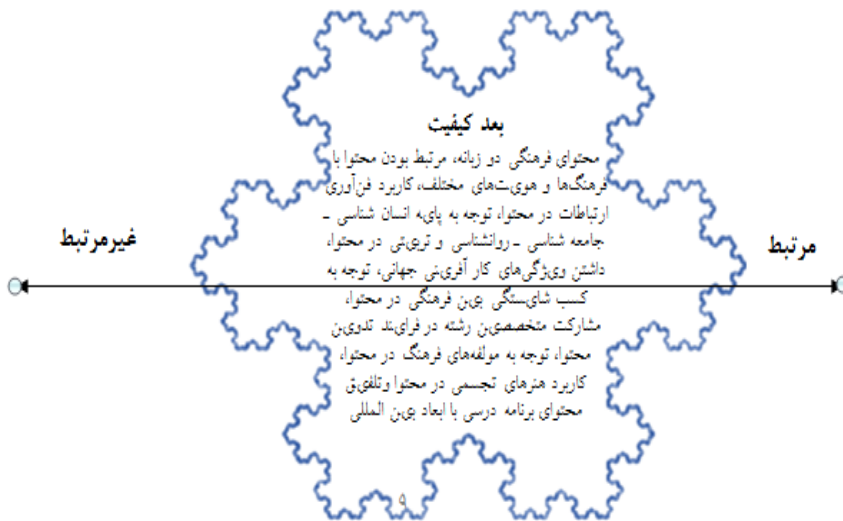 بعد کیفیت
محتوای فرهنگی دو زبانه، مرتبط بودن محتوا با
فرهنگ‌ها و هویت‌های مختلف، کاربرد فن‌آوری
ارتباطات در محتوا، توجه به پایه انسان شناسی -
جامعه شناسی - روانشناسی و تربیتی در محتوا،
داشتن ویژگی‌های کار آفرینی جهانی، توجه به
کسب شایستگی بین فرهنگی در محتوا،
مشارکت متخصصین رشته در فرایند تدوین
محتوا، توجه به مولفه‌های فرهنگ در محتوا،
کاربرد هنرهای تجسمی در محتوا وتلفیق
محتوای برنامه درسی با ابعاد بین المللی
مرتبط
غیرمرتبط
۹